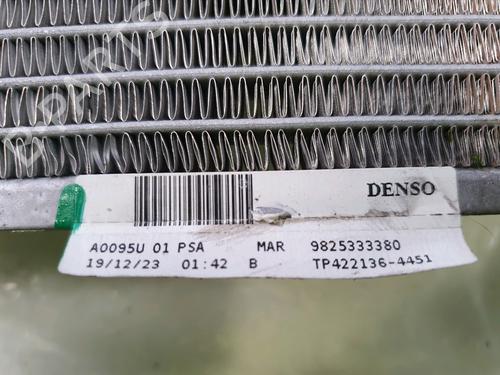 DENSO
A0095U 01 PSA MAR 9825333380
19/12/23 01:42 B TP422136-4451